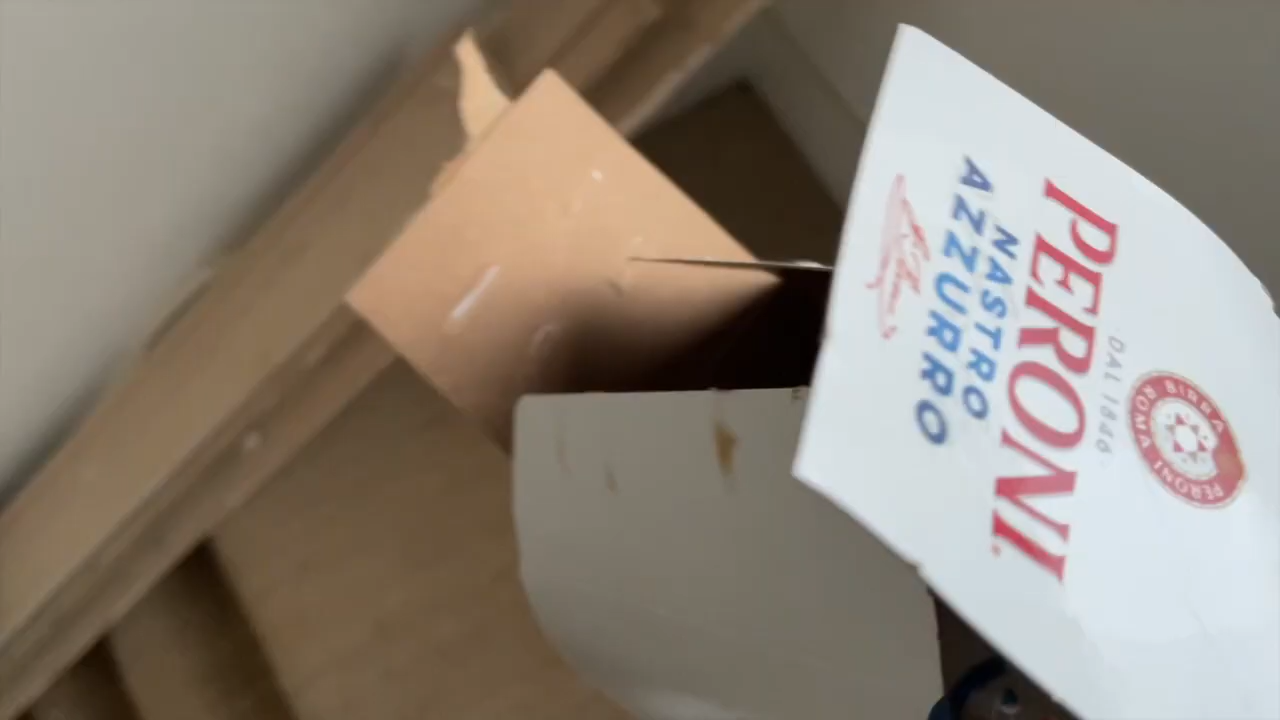 BIRRA PERONI ROMA
DAL 1846
PERONI
NASTRO
AZZURRO